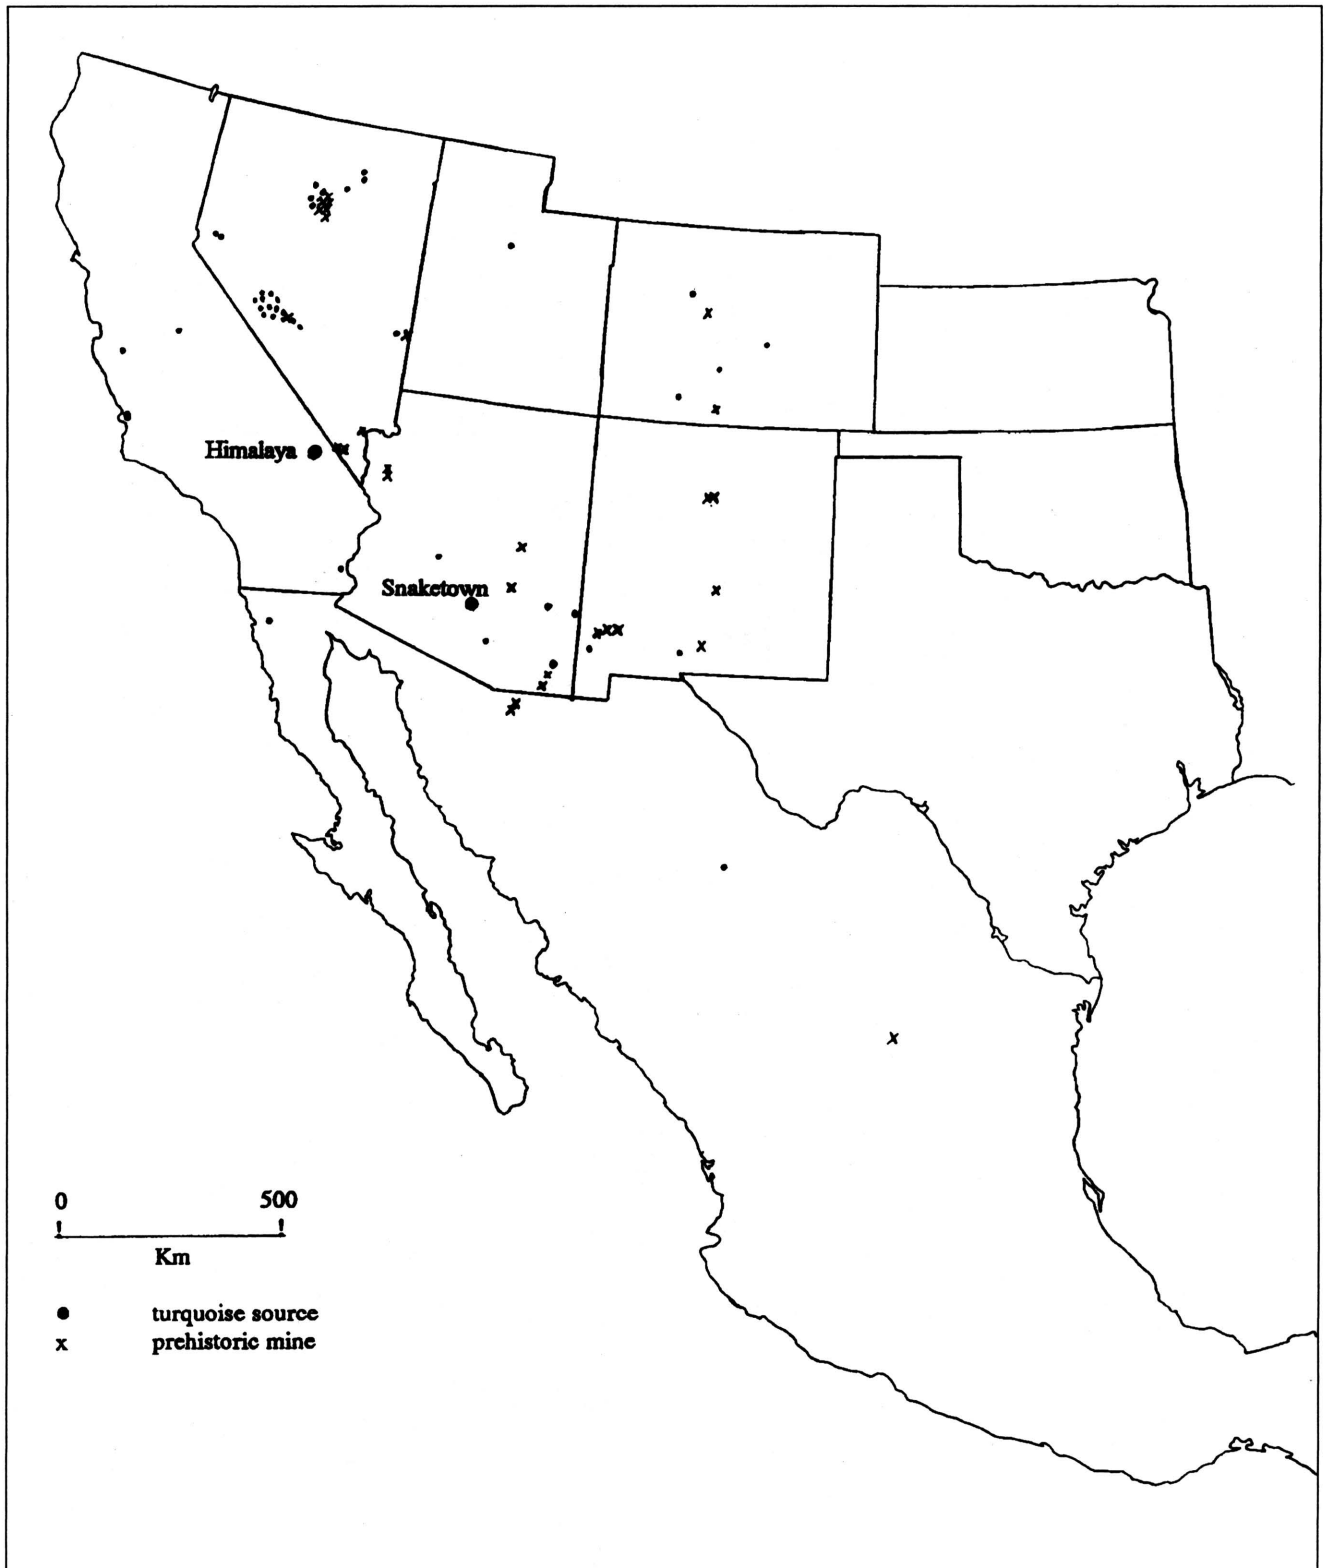 Himalaya
Snaketown
0 500
Km
turquoise source
x prehistoric mine